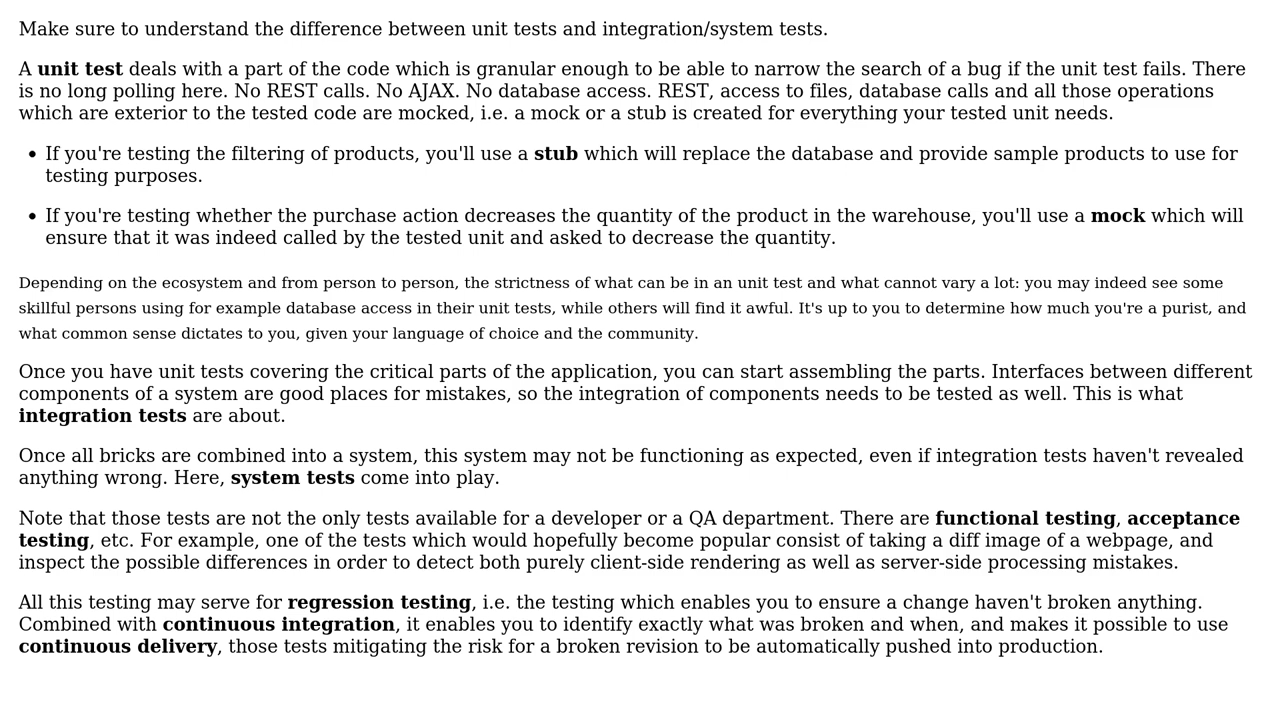 Make sure to understand the difference between unit tests and integration/system tests.
A unit test deals with a part of the code which is granular enough to be able to narrow the search of a bug if the unit test fails. There
is no long polling here. No REST calls. No AJAX. No database access. REST, access to files, database calls and all those operations
which are exterior to the tested code are mocked, i.e. a mock or a stub is created for everything your tested unit needs.
• If you're testing the filtering of products, you'll use a stub which will replace the database and provide sample products to use for
testing purposes.
• If you're testing whether the purchase action decreases the quantity of the product in the warehouse, you'll use a mock which will
ensure that it was indeed called by the tested unit and asked to decrease the quantity.
Depending on the ecosystem and from person to person, the strictness of what can be in an unit test and what cannot vary a lot: you may indeed see some
skillful persons using for example database access in their unit tests, while others will find it awful. It's up to you to determine how much you're a purist, and
what common sense dictates to you, given your language of choice and the community.
Once you have unit tests covering the critical parts of the application, you can start assembling the parts. Interfaces between different
components of a system are good places for mistakes, so the integration of components needs to be tested as well. This is what
integration tests are about.
Once all bricks are combined into a system, this system may not be functioning as expected, even if integration tests haven't revealed
anything wrong. Here, system tests come into play.
Note that those tests are not the only tests available for a developer or a QA department. There are functional testing, acceptance
testing, etc. For example, one of the tests which would hopefully become popular consist of taking a diff image of a webpage, and
inspect the possible differences in order to detect both purely client-side rendering as well as server-side processing mistakes.
All this testing may serve for regression testing, i.e. the testing which enables you to ensure a change haven't broken anything.
Combined with continuous integration, it enables you to identify exactly what was broken and when, and makes it possible to use
continuous delivery, those tests mitigating the risk for a broken revision to be automatically pushed into production.